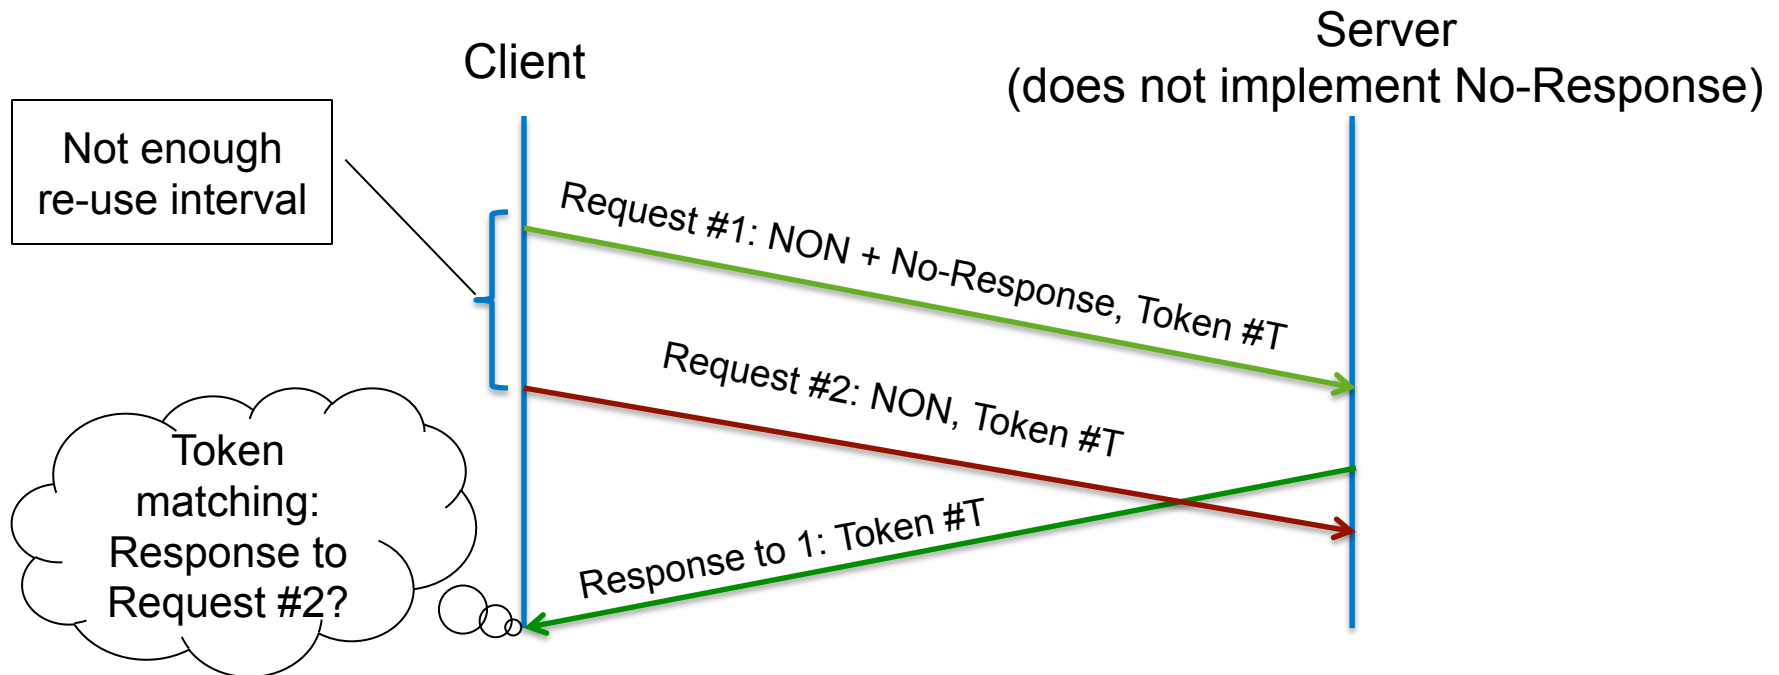 Client
Server
(does not implement No-Response)
Not enough
re-use interval
Request #1: NON + No-Response, Token #T
Request #2: NON, Token #T
Token
matching:
Response to
Request #2?
Response to 1: Token #T